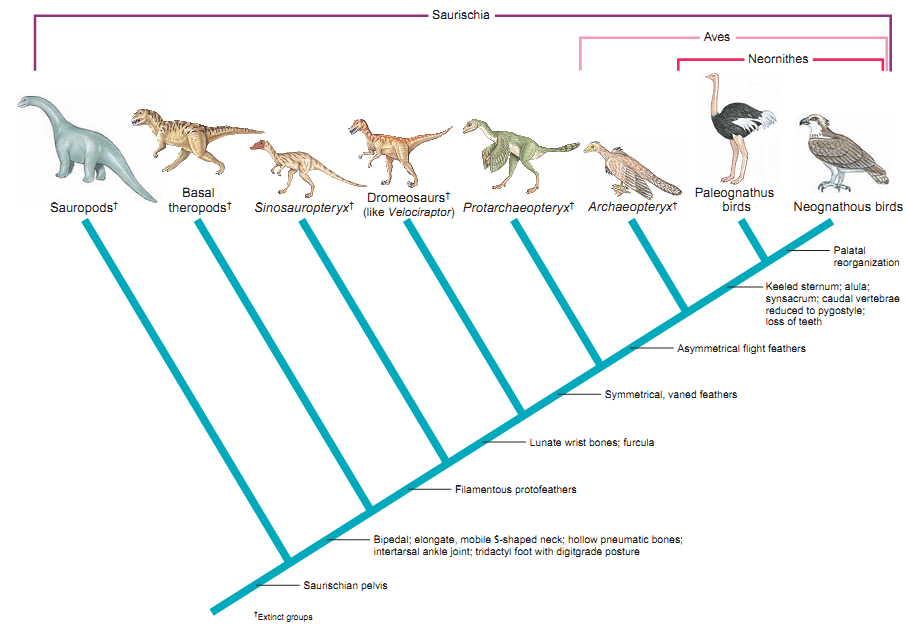 Saurischia
Aves
Neornithes
Sauropods†
Basal
theropods†
Sinosauropteryx†
Dromeosaurs†
(like Velociraptor)
Protarchaeopteryx†
Archaeopteryx†
Paleognathus
birds
Neognathous birds
Palatal
reorganization
Keeled sternum; alula;
synsacrum; caudal vertebrae
reduced to pygostyle;
loss of teeth
Asymmetrical flight feathers
Symmetrical, vaned feathers
Lunate wrist bones; furcula
Filamentous protofeathers
Bipedal; elongate, mobile S-shaped neck; hollow pneumatic bones;
intertarsal ankle joint; tridactyl foot with digitgrade posture
Saurischian pelvis
†Extinct groups